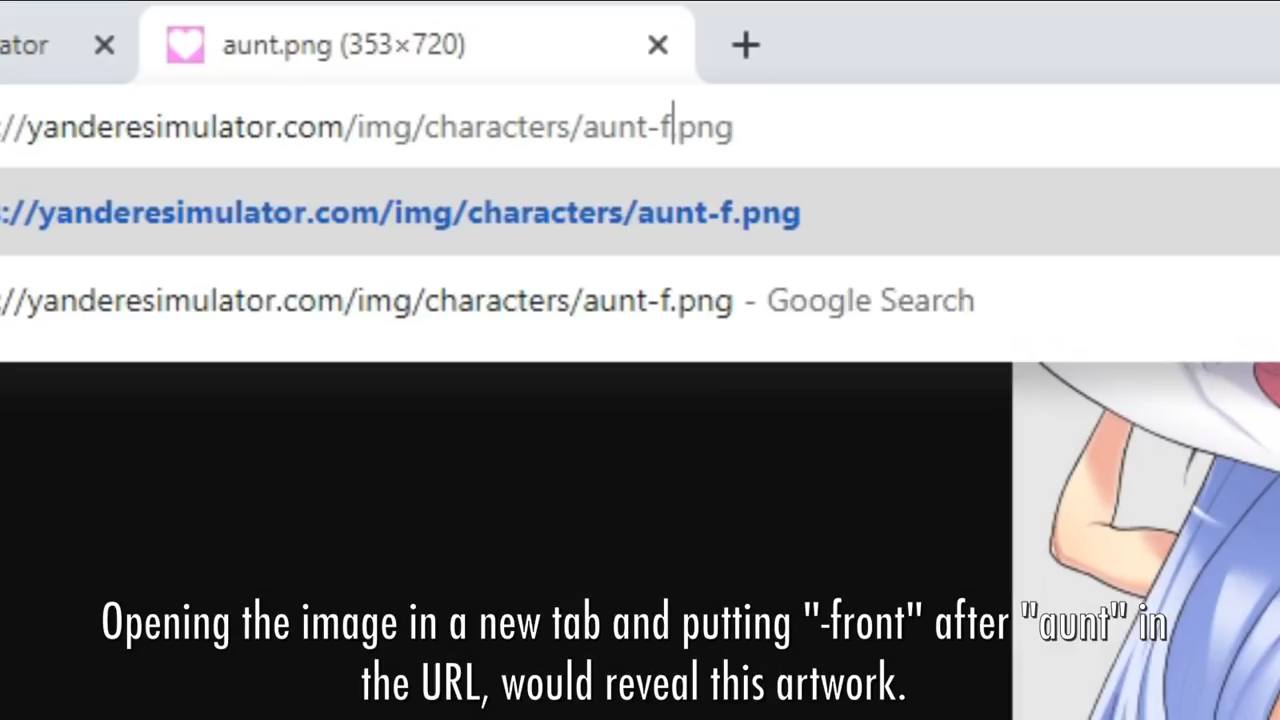 ator
aunt.png (353×720)
://yanderesimulator.com/img/characters/aunt-f.png
://yanderesimulator.com/img/characters/aunt-f.png
://yanderesimulator.com/img/characters/aunt-f.png - Google Search
Opening the image in a new tab and putting "-front" after "aunt" in
the URL, would reveal this artwork.